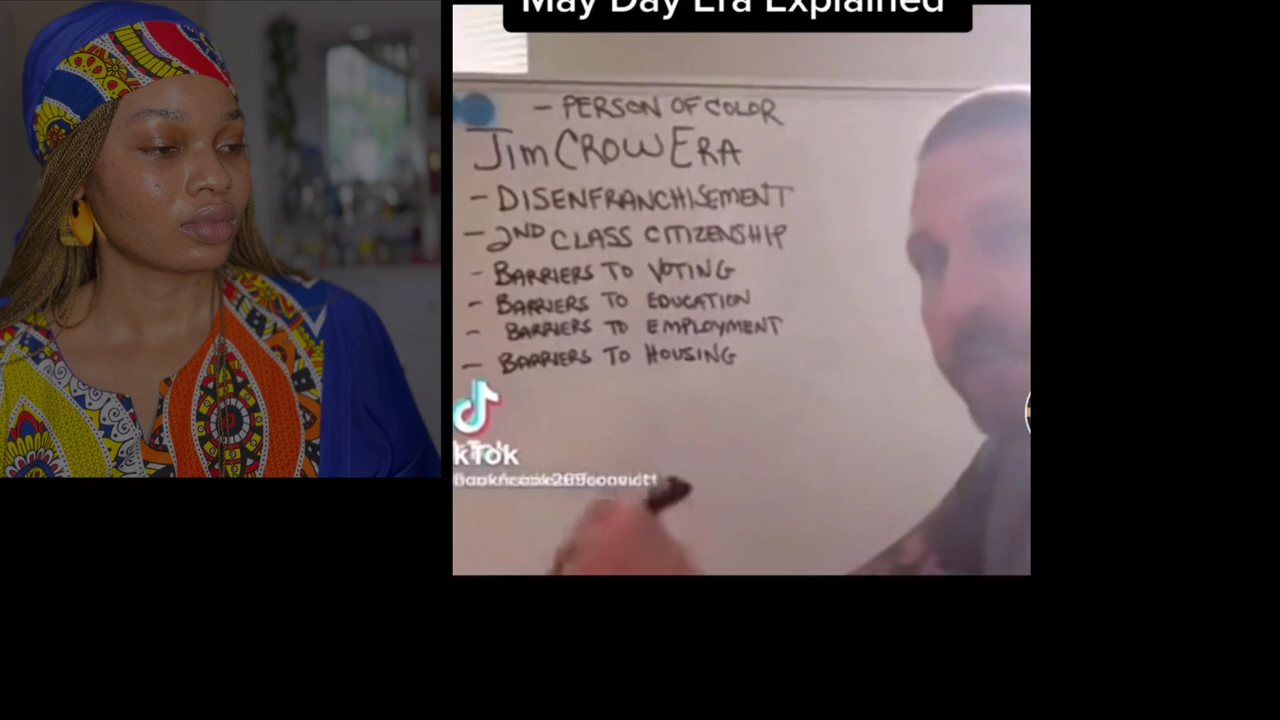 May Day Era Explained
- PERSON OF COLOR
Jim CROW ERA
- DISENFRANCHISEMENT
- 2ND CLASS CITIZENSHIP
- BARRIERS TO VOTING
- BARRIERS TO EDUCATION
- BARRIERS TO EMPLOYMENT
- BARRIERS TO HOUSING
kTok